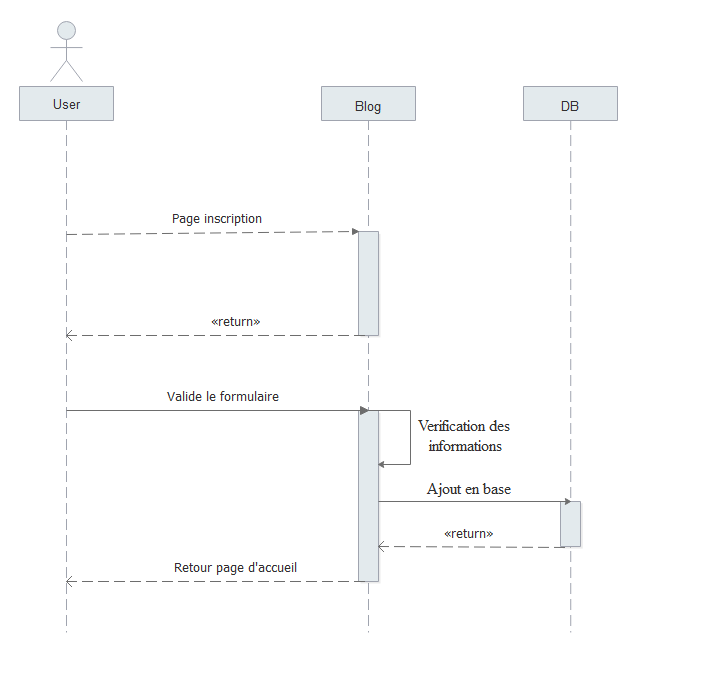 User
Blog
DB
Page inscription
«return»
Valide le formulaire
Verification des
informations
Ajout en base
«return»
Retour page d'accueil